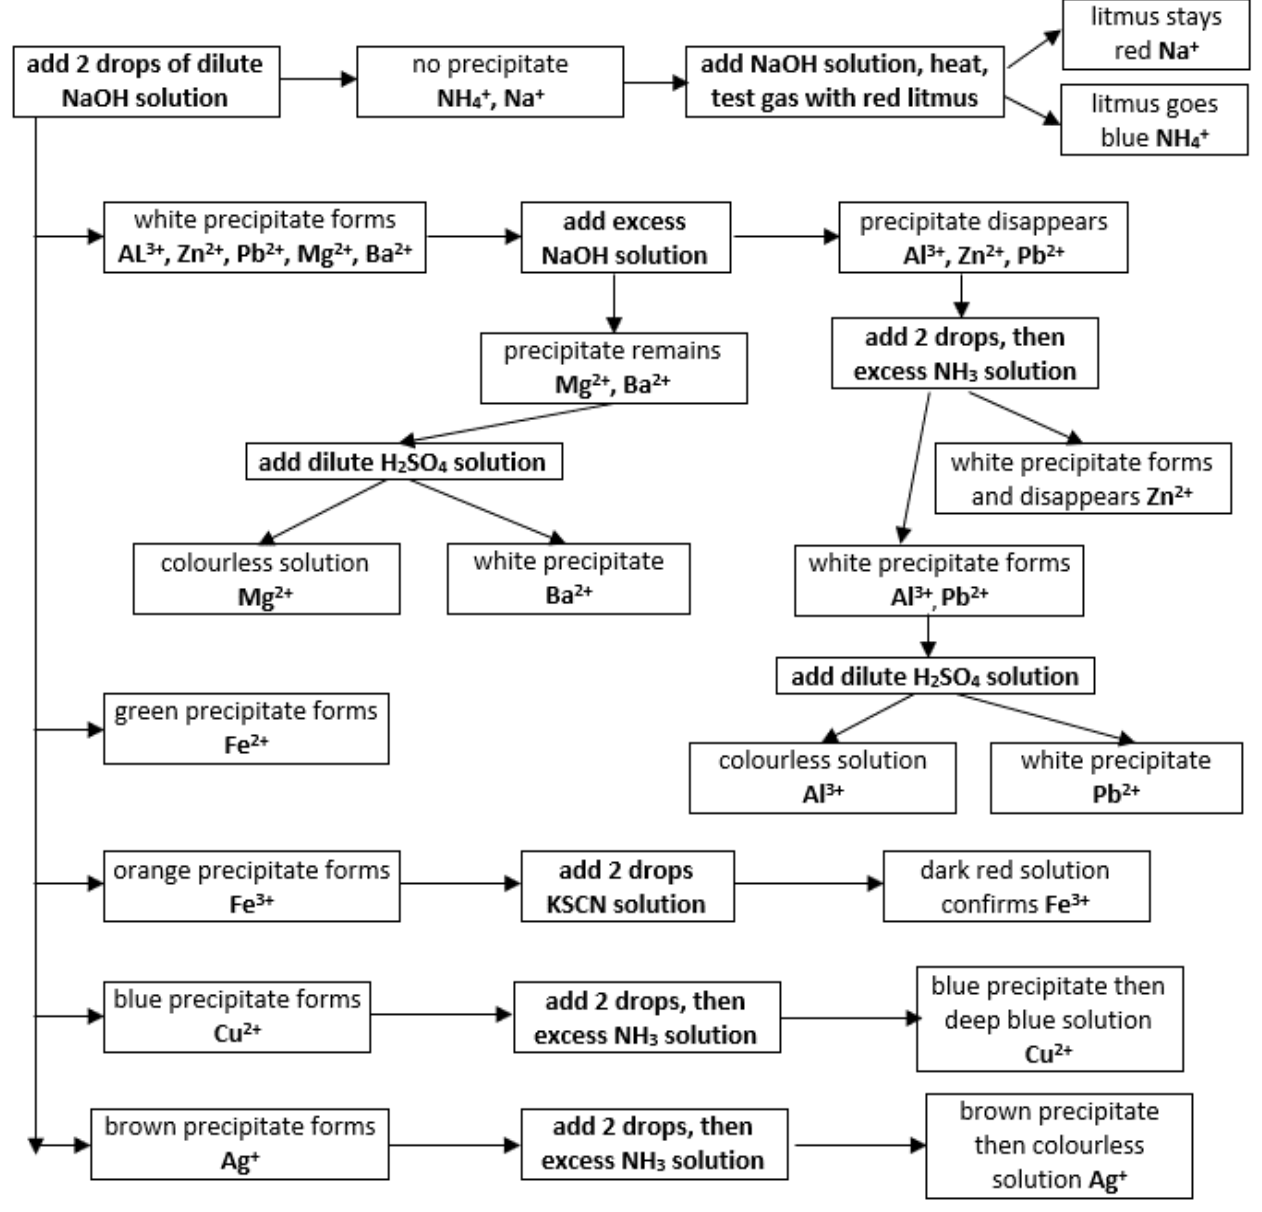 add 2 drops of dilute
NaOH solution
no precipitate
NH₄⁺, Na⁺
add NaOH solution, heat,
test gas with red litmus
litmus stays
red Na⁺
litmus goes
blue NH₄⁺
white precipitate forms
AL³⁺, Zn²⁺, Pb²⁺, Mg²⁺, Ba²⁺
add excess
NaOH solution
precipitate disappears
Al³⁺, Zn²⁺, Pb²⁺
precipitate remains
Mg²⁺, Ba²⁺
add 2 drops, then
excess NH₃ solution
add dilute H₂SO₄ solution
white precipitate forms
and disappears Zn²⁺
colourless solution
Mg²⁺
white precipitate
Ba²⁺
white precipitate forms
Al³⁺, Pb²⁺
add dilute H₂SO₄ solution
colourless solution
Al³⁺
white precipitate
Pb²⁺
green precipitate forms
Fe²⁺
orange precipitate forms
Fe³⁺
add 2 drops
KSCN solution
dark red solution
confirms Fe³⁺
blue precipitate forms
Cu²⁺
add 2 drops, then
excess NH₃ solution
blue precipitate then
deep blue solution
Cu²⁺
brown precipitate forms
Ag⁺
add 2 drops, then
excess NH₃ solution
brown precipitate
then colourless
solution Ag⁺